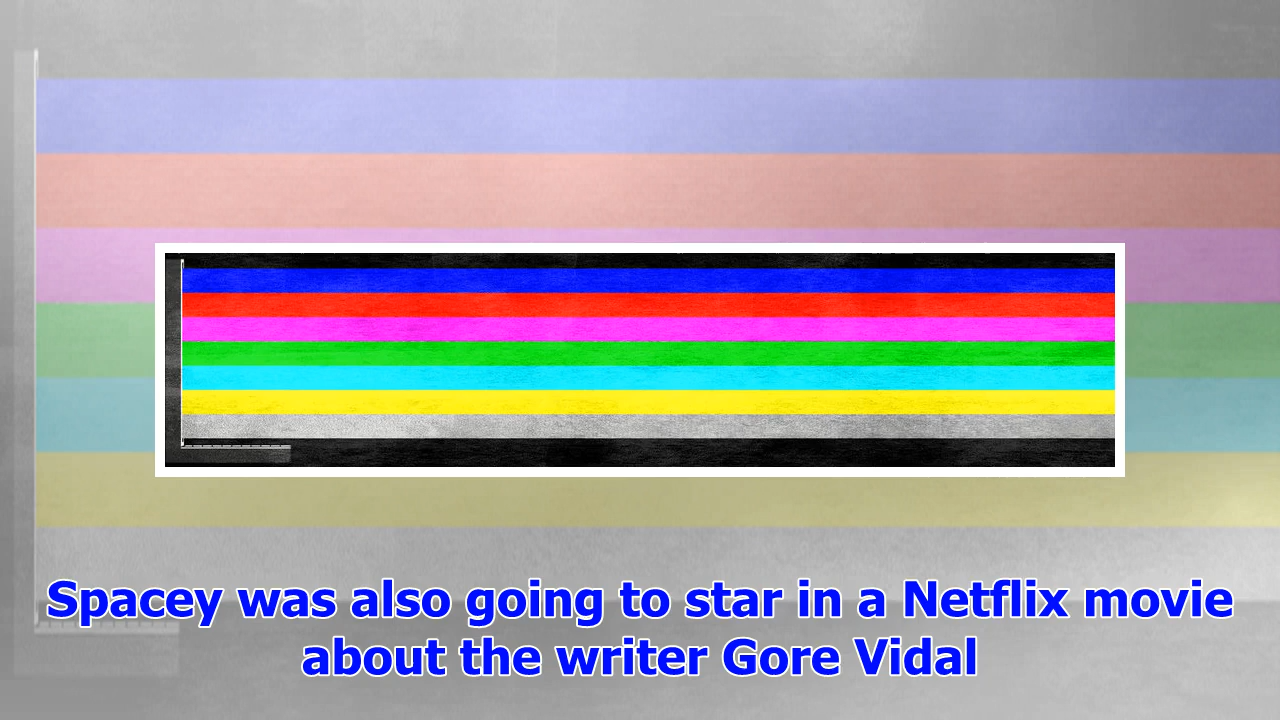 Spacey was also going to star in a Netflix movie
about the writer Gore Vidal